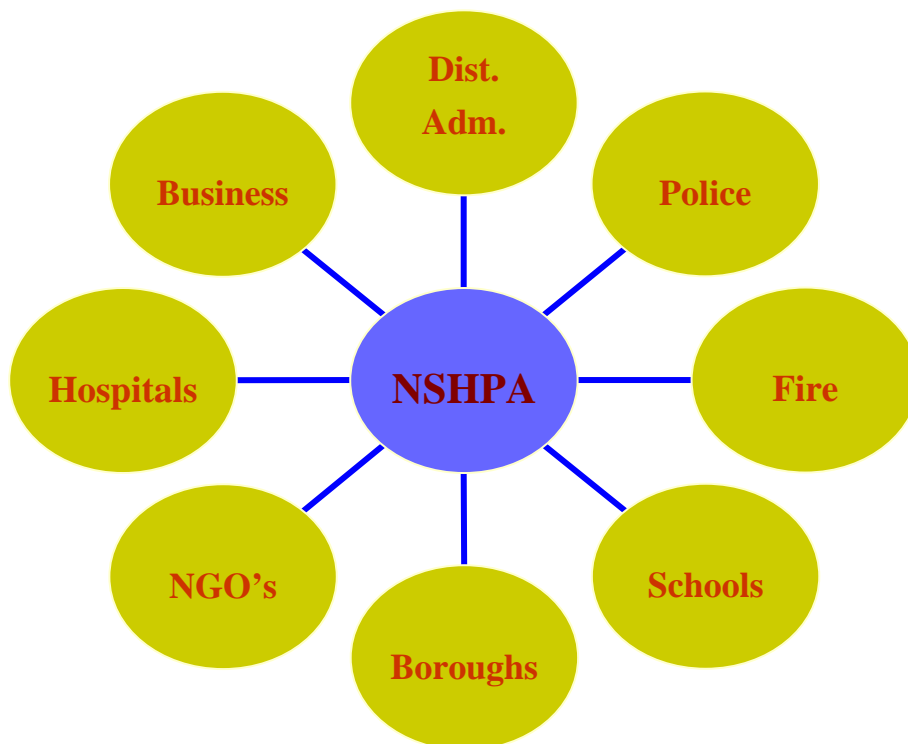 Dist.
Adm.
Business
Police
Hospitals
NSHPA
Fire
NGO’s
Schools
Boroughs